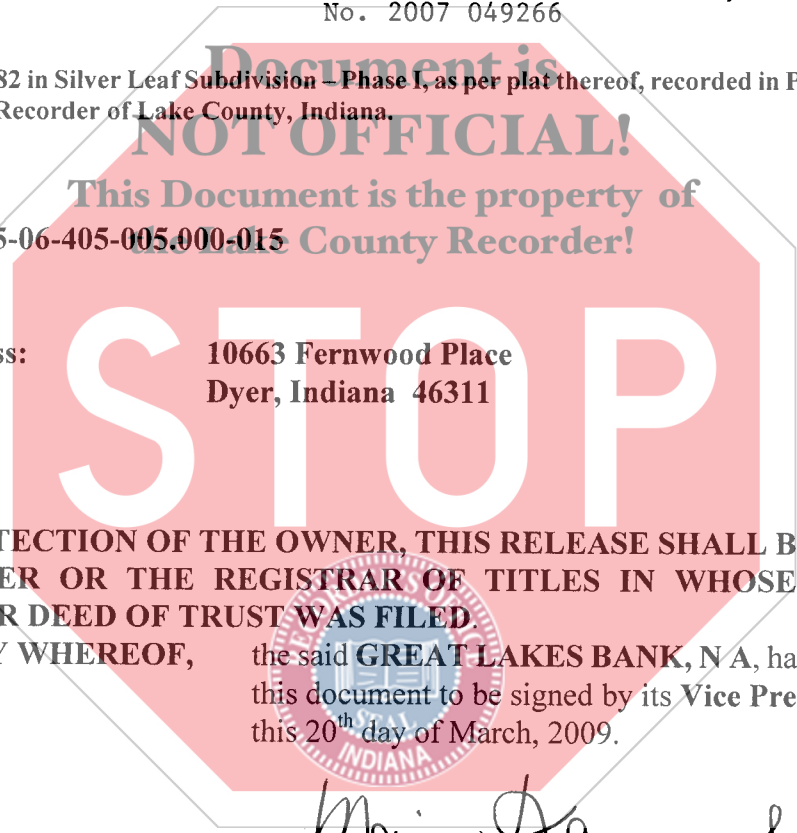 No. 2007 049266
Document is
82 in Silver Leaf Subdivision – Phase I, as per plat thereof, recorded in P
Recorder of Lake County, Indiana.
NOT OFFICIAL!
This Document is the property of
5-06-405-005.000-015
the Lake County Recorder!
ss: 10663 Fernwood Place
Dyer, Indiana 46311
STOP
TECTION OF THE OWNER, THIS RELEASE SHALL B
ER OR THE REGISTRAR OF TITLES IN WHOSE
R DEED OF TRUST WAS FILED.
Y WHEREOF, the said GREAT LAKES BANK, N A, ha
this document to be signed by its Vice Pre
this 20th day of March, 2009.
SEAL
INDIANA